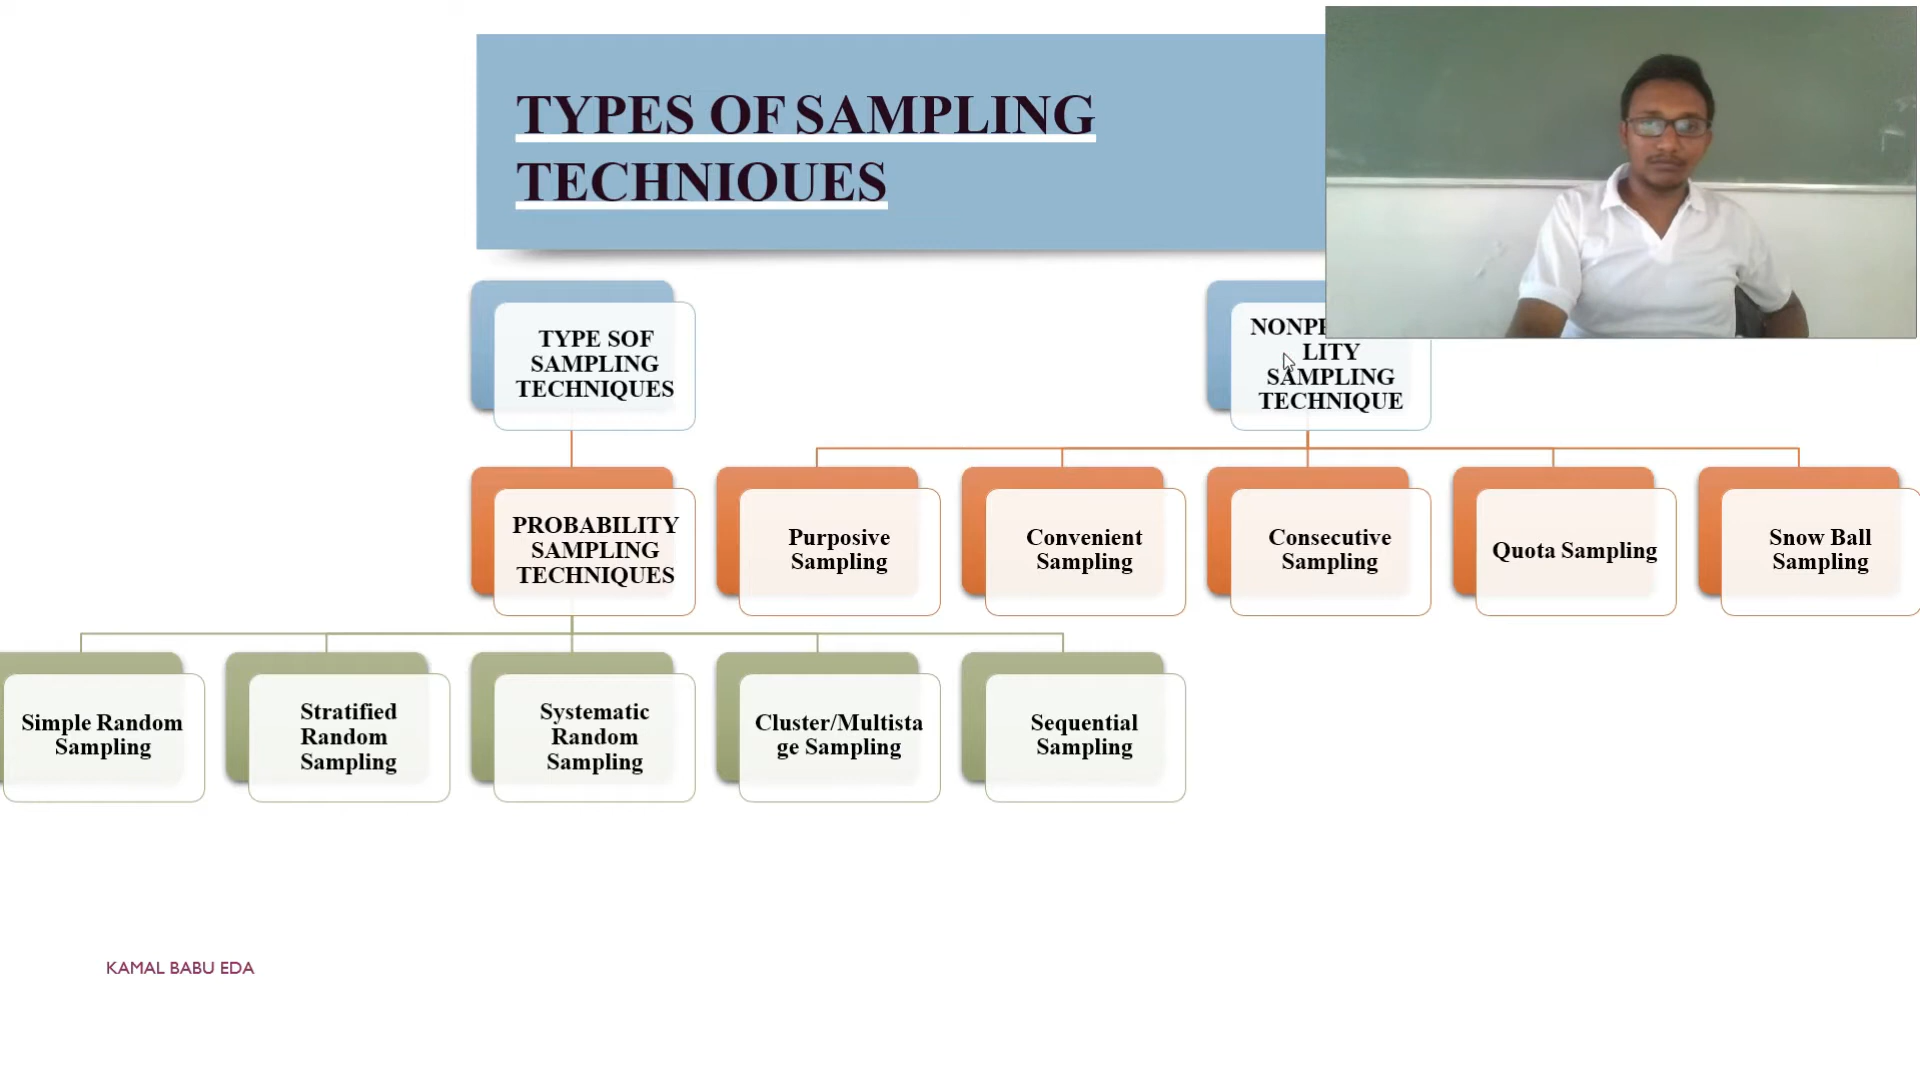 TYPES OF SAMPLING
TECHNIQUES
TYPE SOF
SAMPLING
TECHNIQUES
LITY
SAMPLING
TECHNIQUE
PROBABILITY
SAMPLING
TECHNIQUES
Purposive
Sampling
Convenient
Sampling
Consecutive
Sampling
Quota Sampling
Snow Ball
Sampling
Simple Random
Sampling
Stratified
Random
Sampling
Systematic
Random
Sampling
Cluster/Multista
ge Sampling
Sequential
Sampling
KAMAL BABU EDA